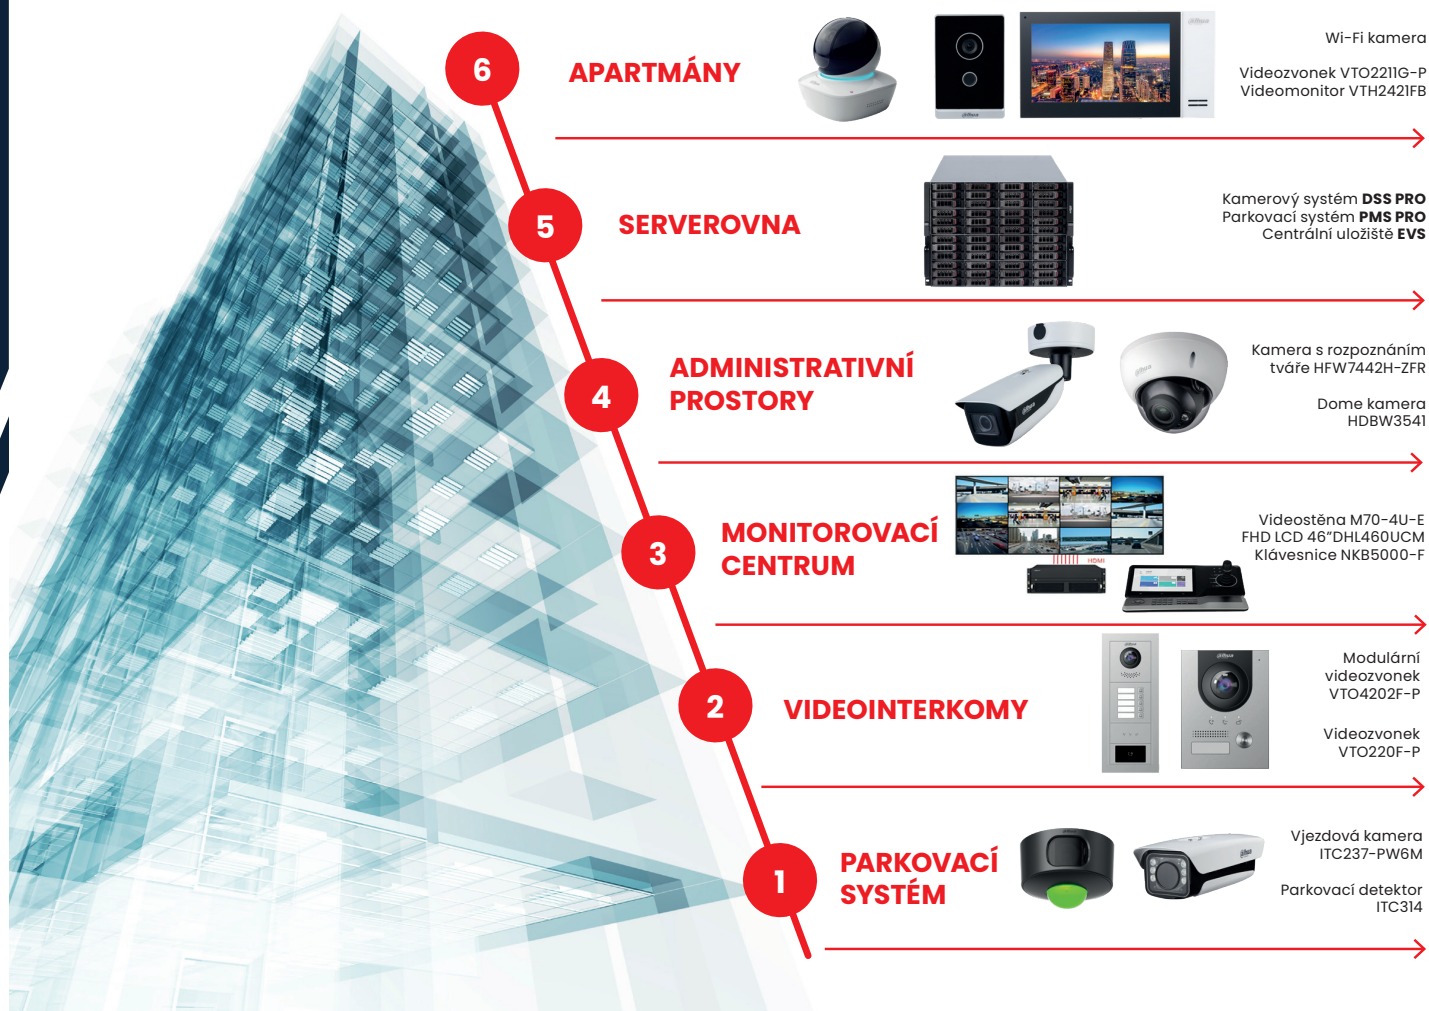 6
APARTMÁNY
Wi-Fi kamera
Videozvonek VTO2211G-P
Videomonitor VTH2421FB
5
SERVEROVNA
Kamerový systém DSS PRO
Parkovací systém PMS PRO
Centrální uložiště EVS
4
ADMINISTRATIVNÍ
PROSTORY
Kamera s rozpoznáním
tváře HFW7442H-ZFR
Dome kamera
HDBW3541
3
MONITOROVACÍ
CENTRUM
HDMI
Videostěna M70-4U-E
FHD LCD 46”DHL460UCM
Klávesnice NKB5000-F
2
VIDEOINTERKOMY
Modulární
videozvonek
VTO4202F-P
Videozvonek
VTO220F-P
1
PARKOVACÍ
SYSTÉM
Vjezdová kamera
ITC237-PW6M
Parkovací detektor
ITC314